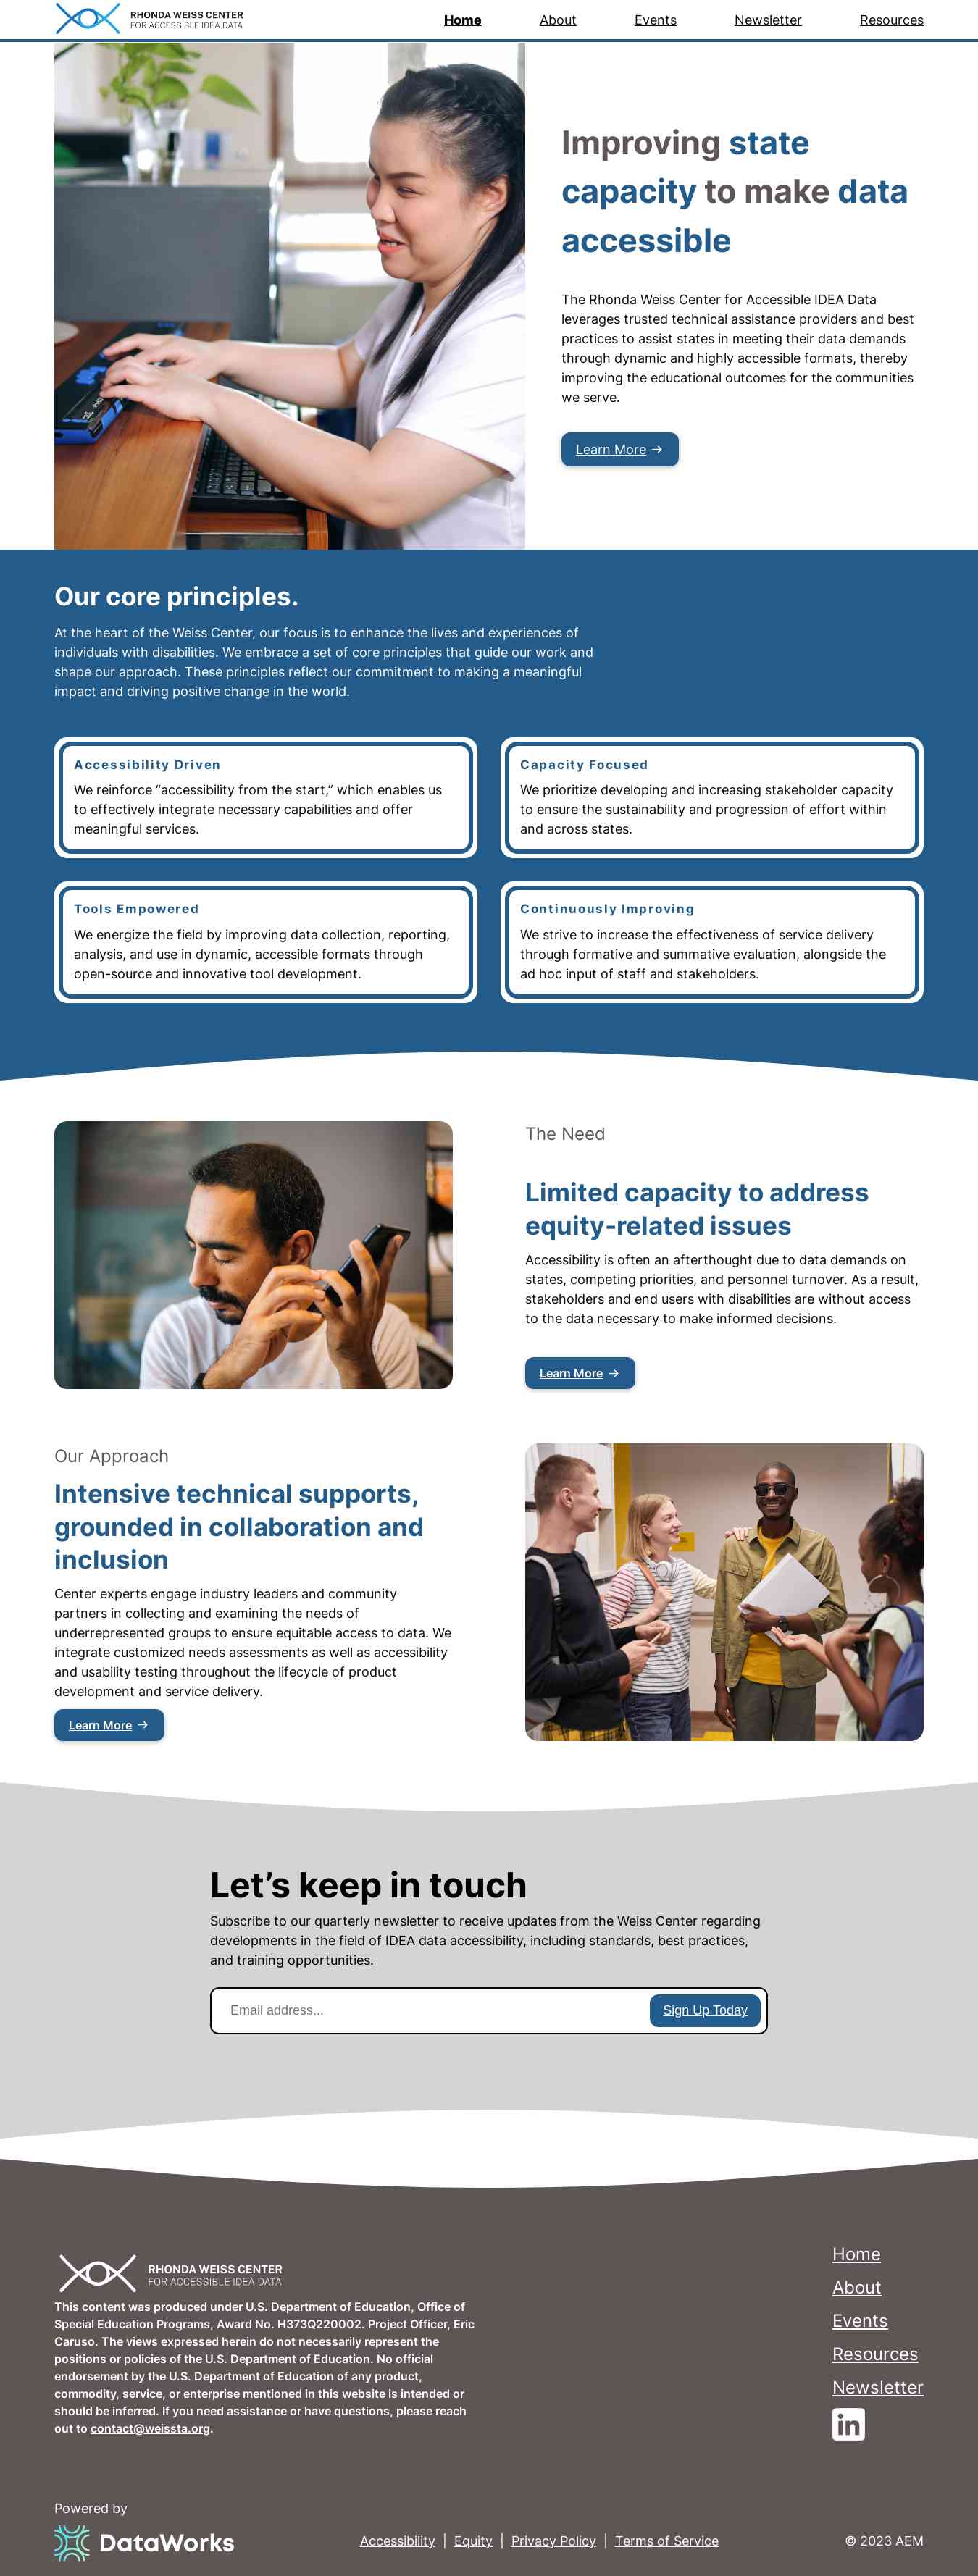 RHONDA WEISS CENTER
FOR ACCESSIBLE IDEA DATA
Home About Events Newsletter Resources
Improving state
capacity to make data
accessible
The Rhonda Weiss Center for Accessible IDEA Data
leverages trusted technical assistance providers and best
practices to assist states in meeting their data demands
through dynamic and highly accessible formats, thereby
improving the educational outcomes for the communities
we serve.
Learn More →
Our core principles.
At the heart of the Weiss Center, our focus is to enhance the lives and experiences of
individuals with disabilities. We embrace a set of core principles that guide our work and
shape our approach. These principles reflect our commitment to making a meaningful
impact and driving positive change in the world.
Accessibility Driven
We reinforce “accessibility from the start,” which enables us
to effectively integrate necessary capabilities and offer
meaningful services.
Capacity Focused
We prioritize developing and increasing stakeholder capacity
to ensure the sustainability and progression of effort within
and across states.
Tools Empowered
We energize the field by improving data collection, reporting,
analysis, and use in dynamic, accessible formats through
open-source and innovative tool development.
Continuously Improving
We strive to increase the effectiveness of service delivery
through formative and summative evaluation, alongside the
ad hoc input of staff and stakeholders.
The Need
Limited capacity to address
equity-related issues
Accessibility is often an afterthought due to data demands on
states, competing priorities, and personnel turnover. As a result,
stakeholders and end users with disabilities are without access
to the data necessary to make informed decisions.
Learn More →
Our Approach
Intensive technical supports,
grounded in collaboration and
inclusion
Center experts engage industry leaders and community
partners in collecting and examining the needs of
underrepresented groups to ensure equitable access to data. We
integrate customized needs assessments as well as accessibility
and usability testing throughout the lifecycle of product
development and service delivery.
Learn More →
Let’s keep in touch
Subscribe to our quarterly newsletter to receive updates from the Weiss Center regarding
developments in the field of IDEA data accessibility, including standards, best practices,
and training opportunities.
Email address... Sign Up Today
RHONDA WEISS CENTER
FOR ACCESSIBLE IDEA DATA
This content was produced under U.S. Department of Education, Office of
Special Education Programs, Award No. H373Q220002. Project Officer, Eric
Caruso. The views expressed herein do not necessarily represent the
positions or policies of the U.S. Department of Education. No official
endorsement by the U.S. Department of Education of any product,
commodity, service, or enterprise mentioned in this website is intended or
should be inferred. If you need assistance or have questions, please reach
out to contact@weissta.org.
Home
About
Events
Resources
Newsletter
in
Powered by
DataWorks
Accessibility | Equity | Privacy Policy | Terms of Service
© 2023 AEM